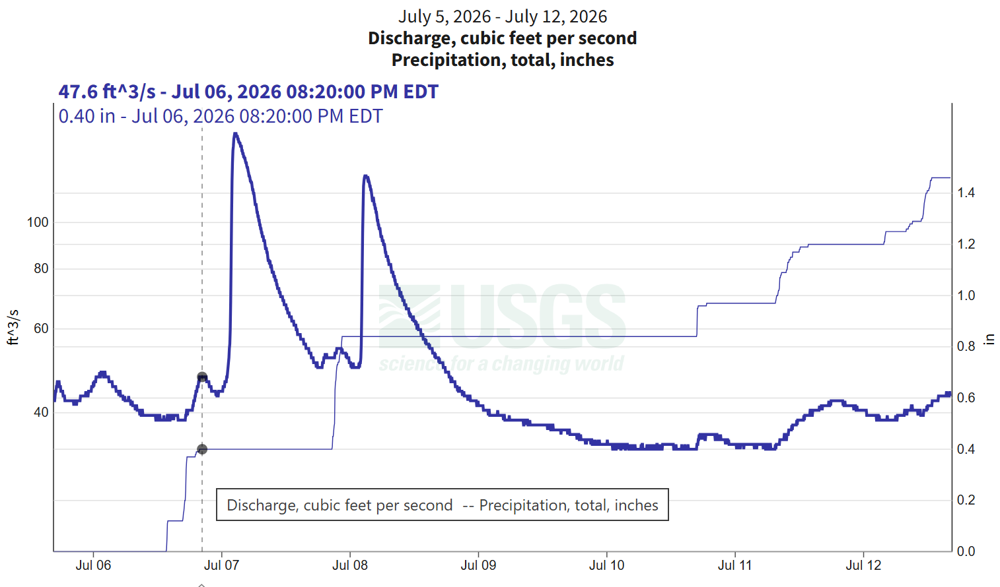 July 5, 2026 - July 12, 2026
Discharge, cubic feet per second
Precipitation, total, inches
47.6 ft^3/s - Jul 06, 2026 08:20:00 PM EDT
0.40 in - Jul 06, 2026 08:20:00 PM EDT
100
80
60
40
ft^3/s
1.4
1.2
1.0
0.8
0.6
0.4
0.2
0.0
in
USGS
science for a changing world
Discharge, cubic feet per second -- Precipitation, total, inches
Jul 06
Jul 07
Jul 08
Jul 09
Jul 10
Jul 11
Jul 12